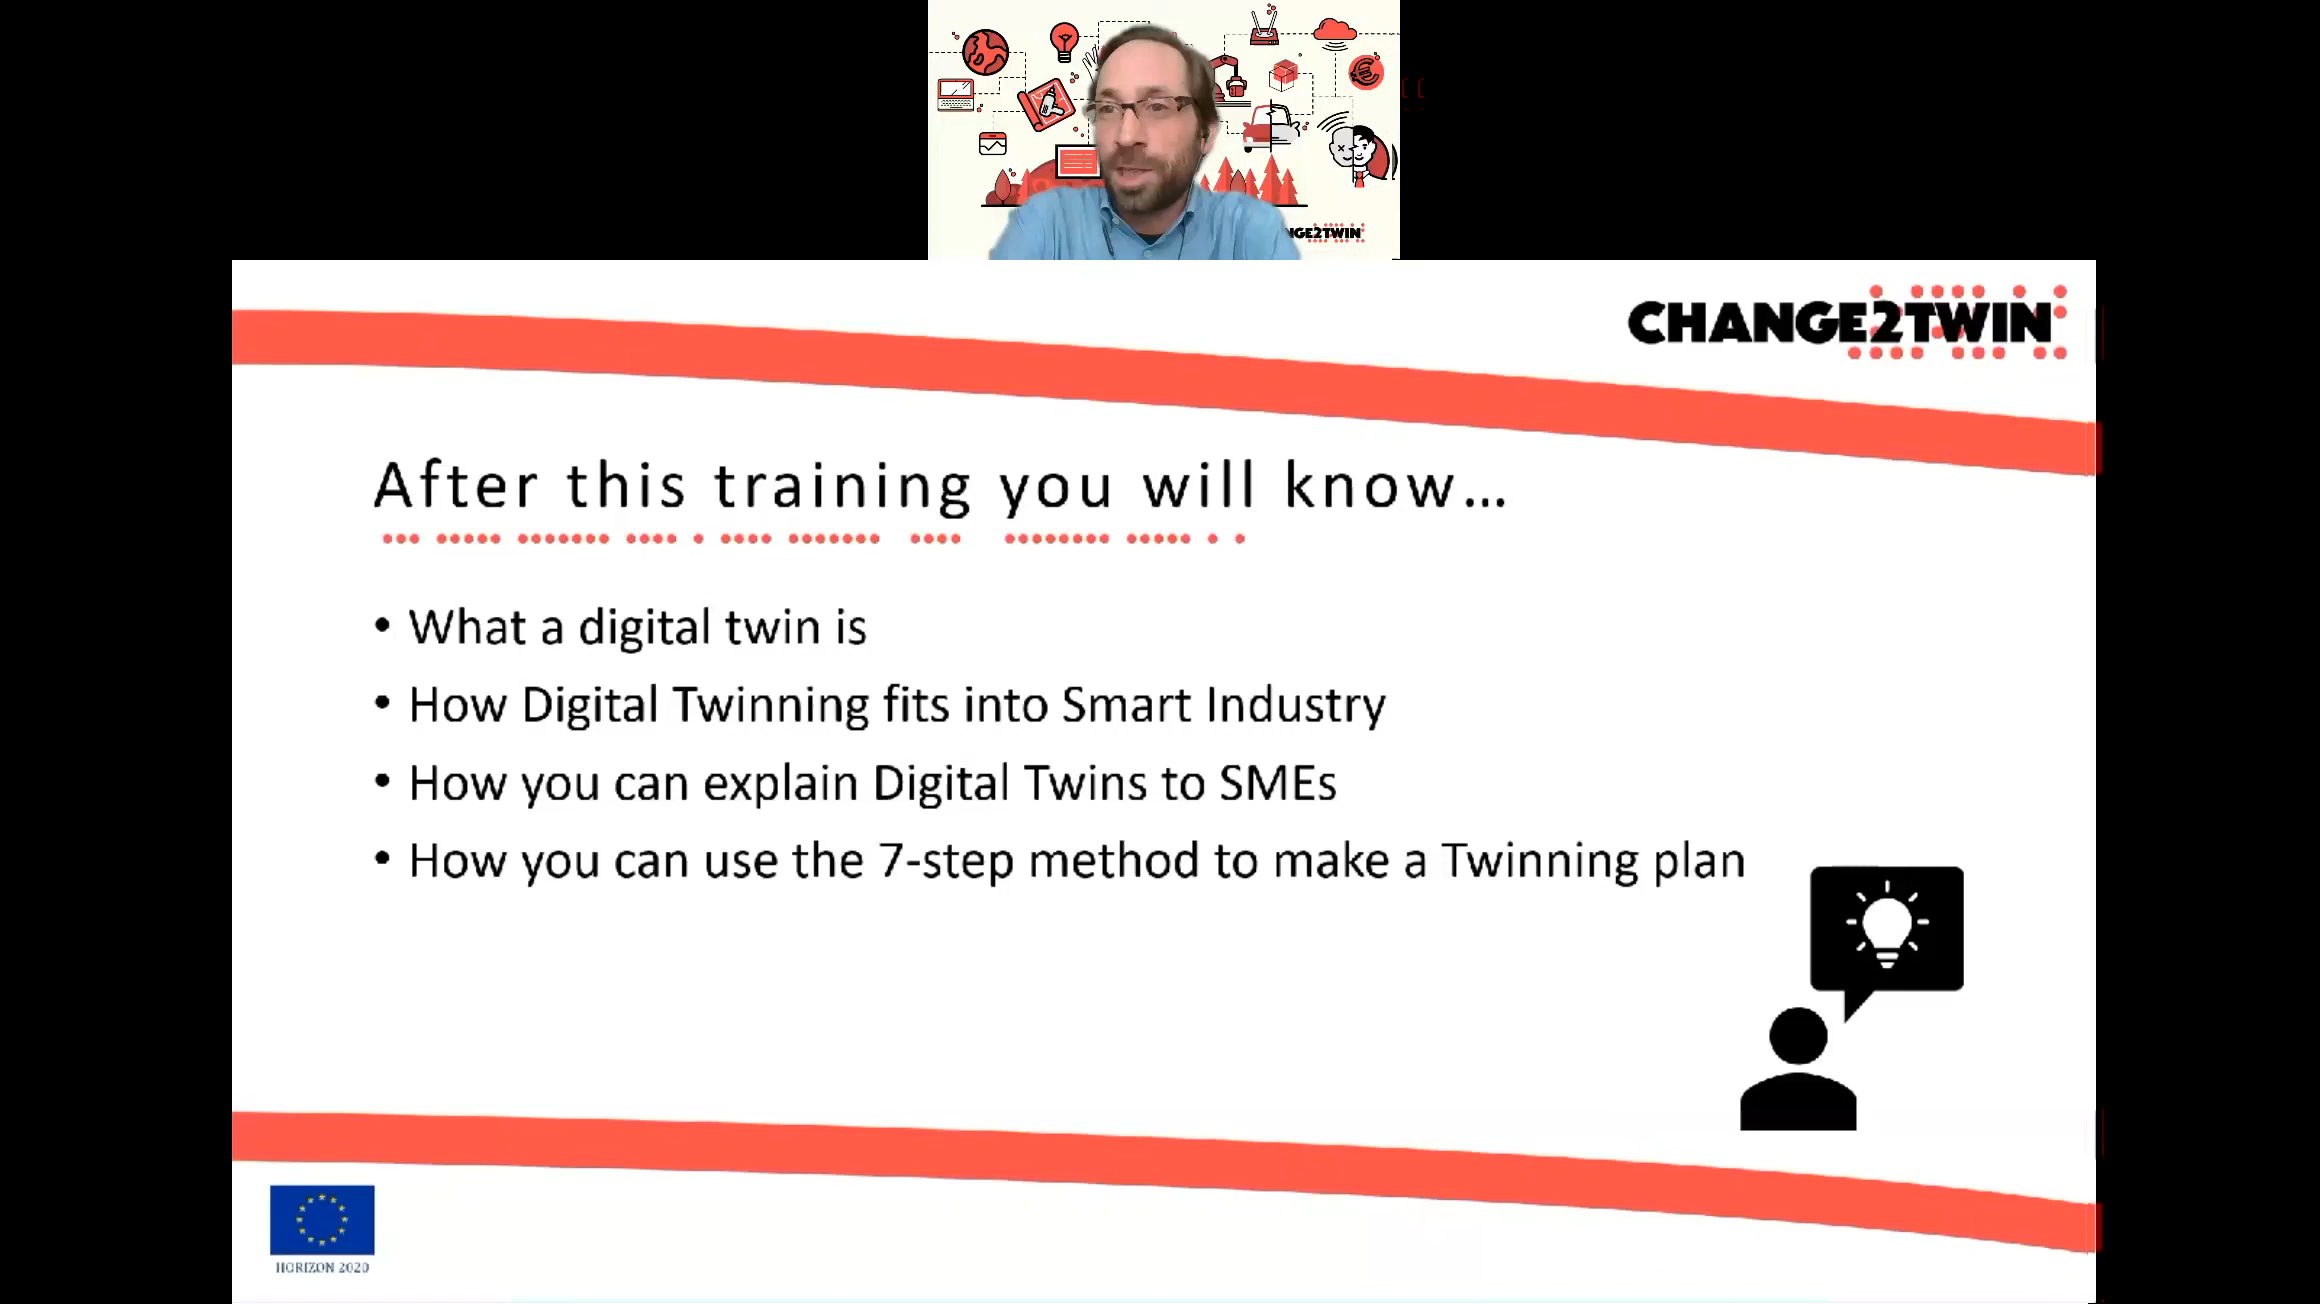 NGE2TWIN
CHANGE2TWIN
After this training you will know...
• What a digital twin is
• How Digital Twinning fits into Smart Industry
• How you can explain Digital Twins to SMEs
• How you can use the 7-step method to make a Twinning plan
HORIZON 2020